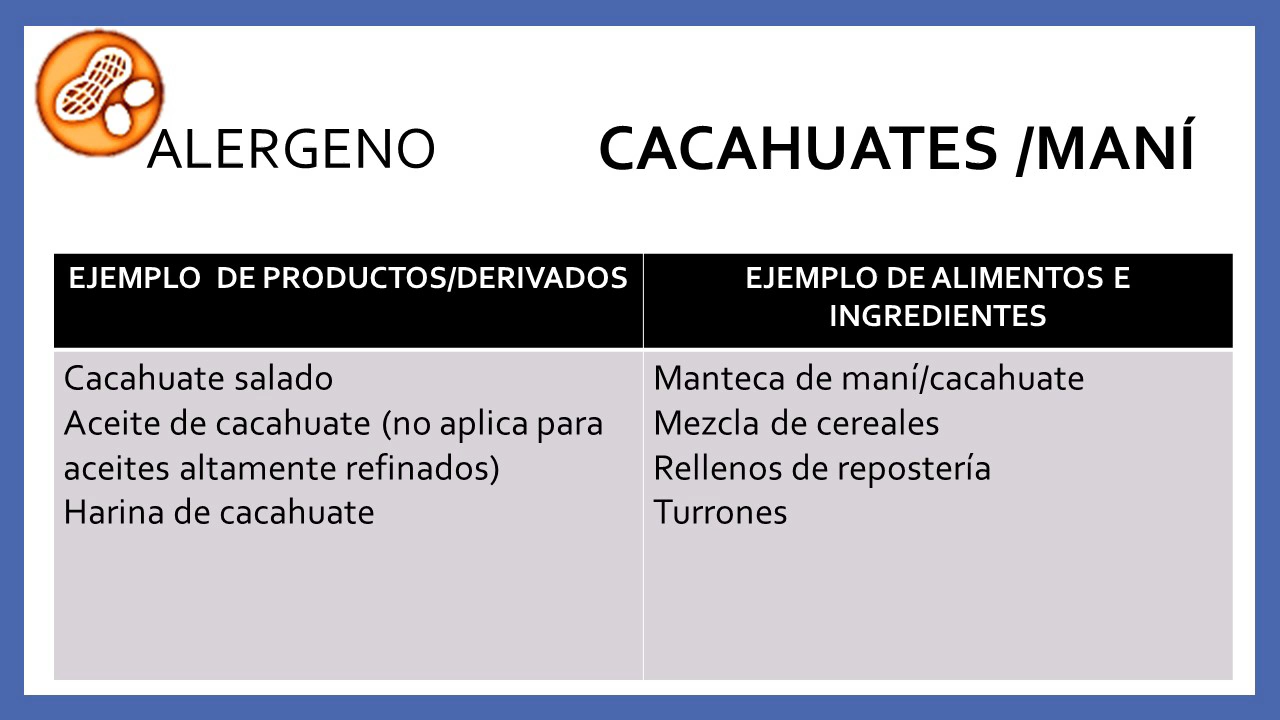 ALERGENO CACAHUATES /MANÍ
EJEMPLO DE PRODUCTOS/DERIVADOS
EJEMPLO DE ALIMENTOS E
INGREDIENTES
Cacahuate salado
Aceite de cacahuate (no aplica para
aceites altamente refinados)
Harina de cacahuate
Manteca de maní/cacahuate
Mezcla de cereales
Rellenos de repostería
Turrones